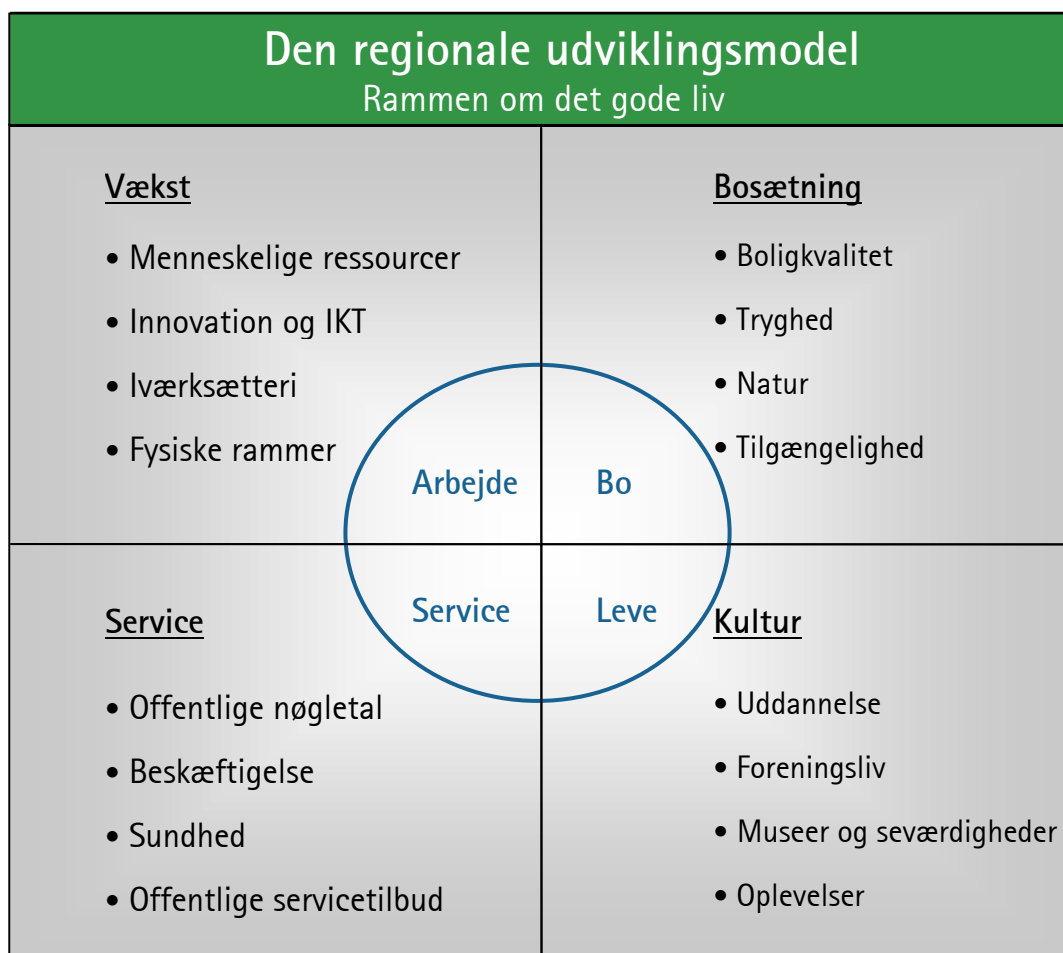 Den regionale udviklingsmodel
Rammen om det gode liv
Vækst
• Menneskelige ressourcer
• Innovation og IKT
• Iværksætteri
• Fysiske rammer
Arbejde
Bosætning
• Boligkvalitet
• Tryghed
• Natur
• Tilgængelighed
Bo
Service
Service
• Offentlige nøgletal
• Beskæftigelse
• Sundhed
• Offentlige servicetilbud
Leve
Kultur
• Uddannelse
• Foreningsliv
• Museer og seværdigheder
• Oplevelser